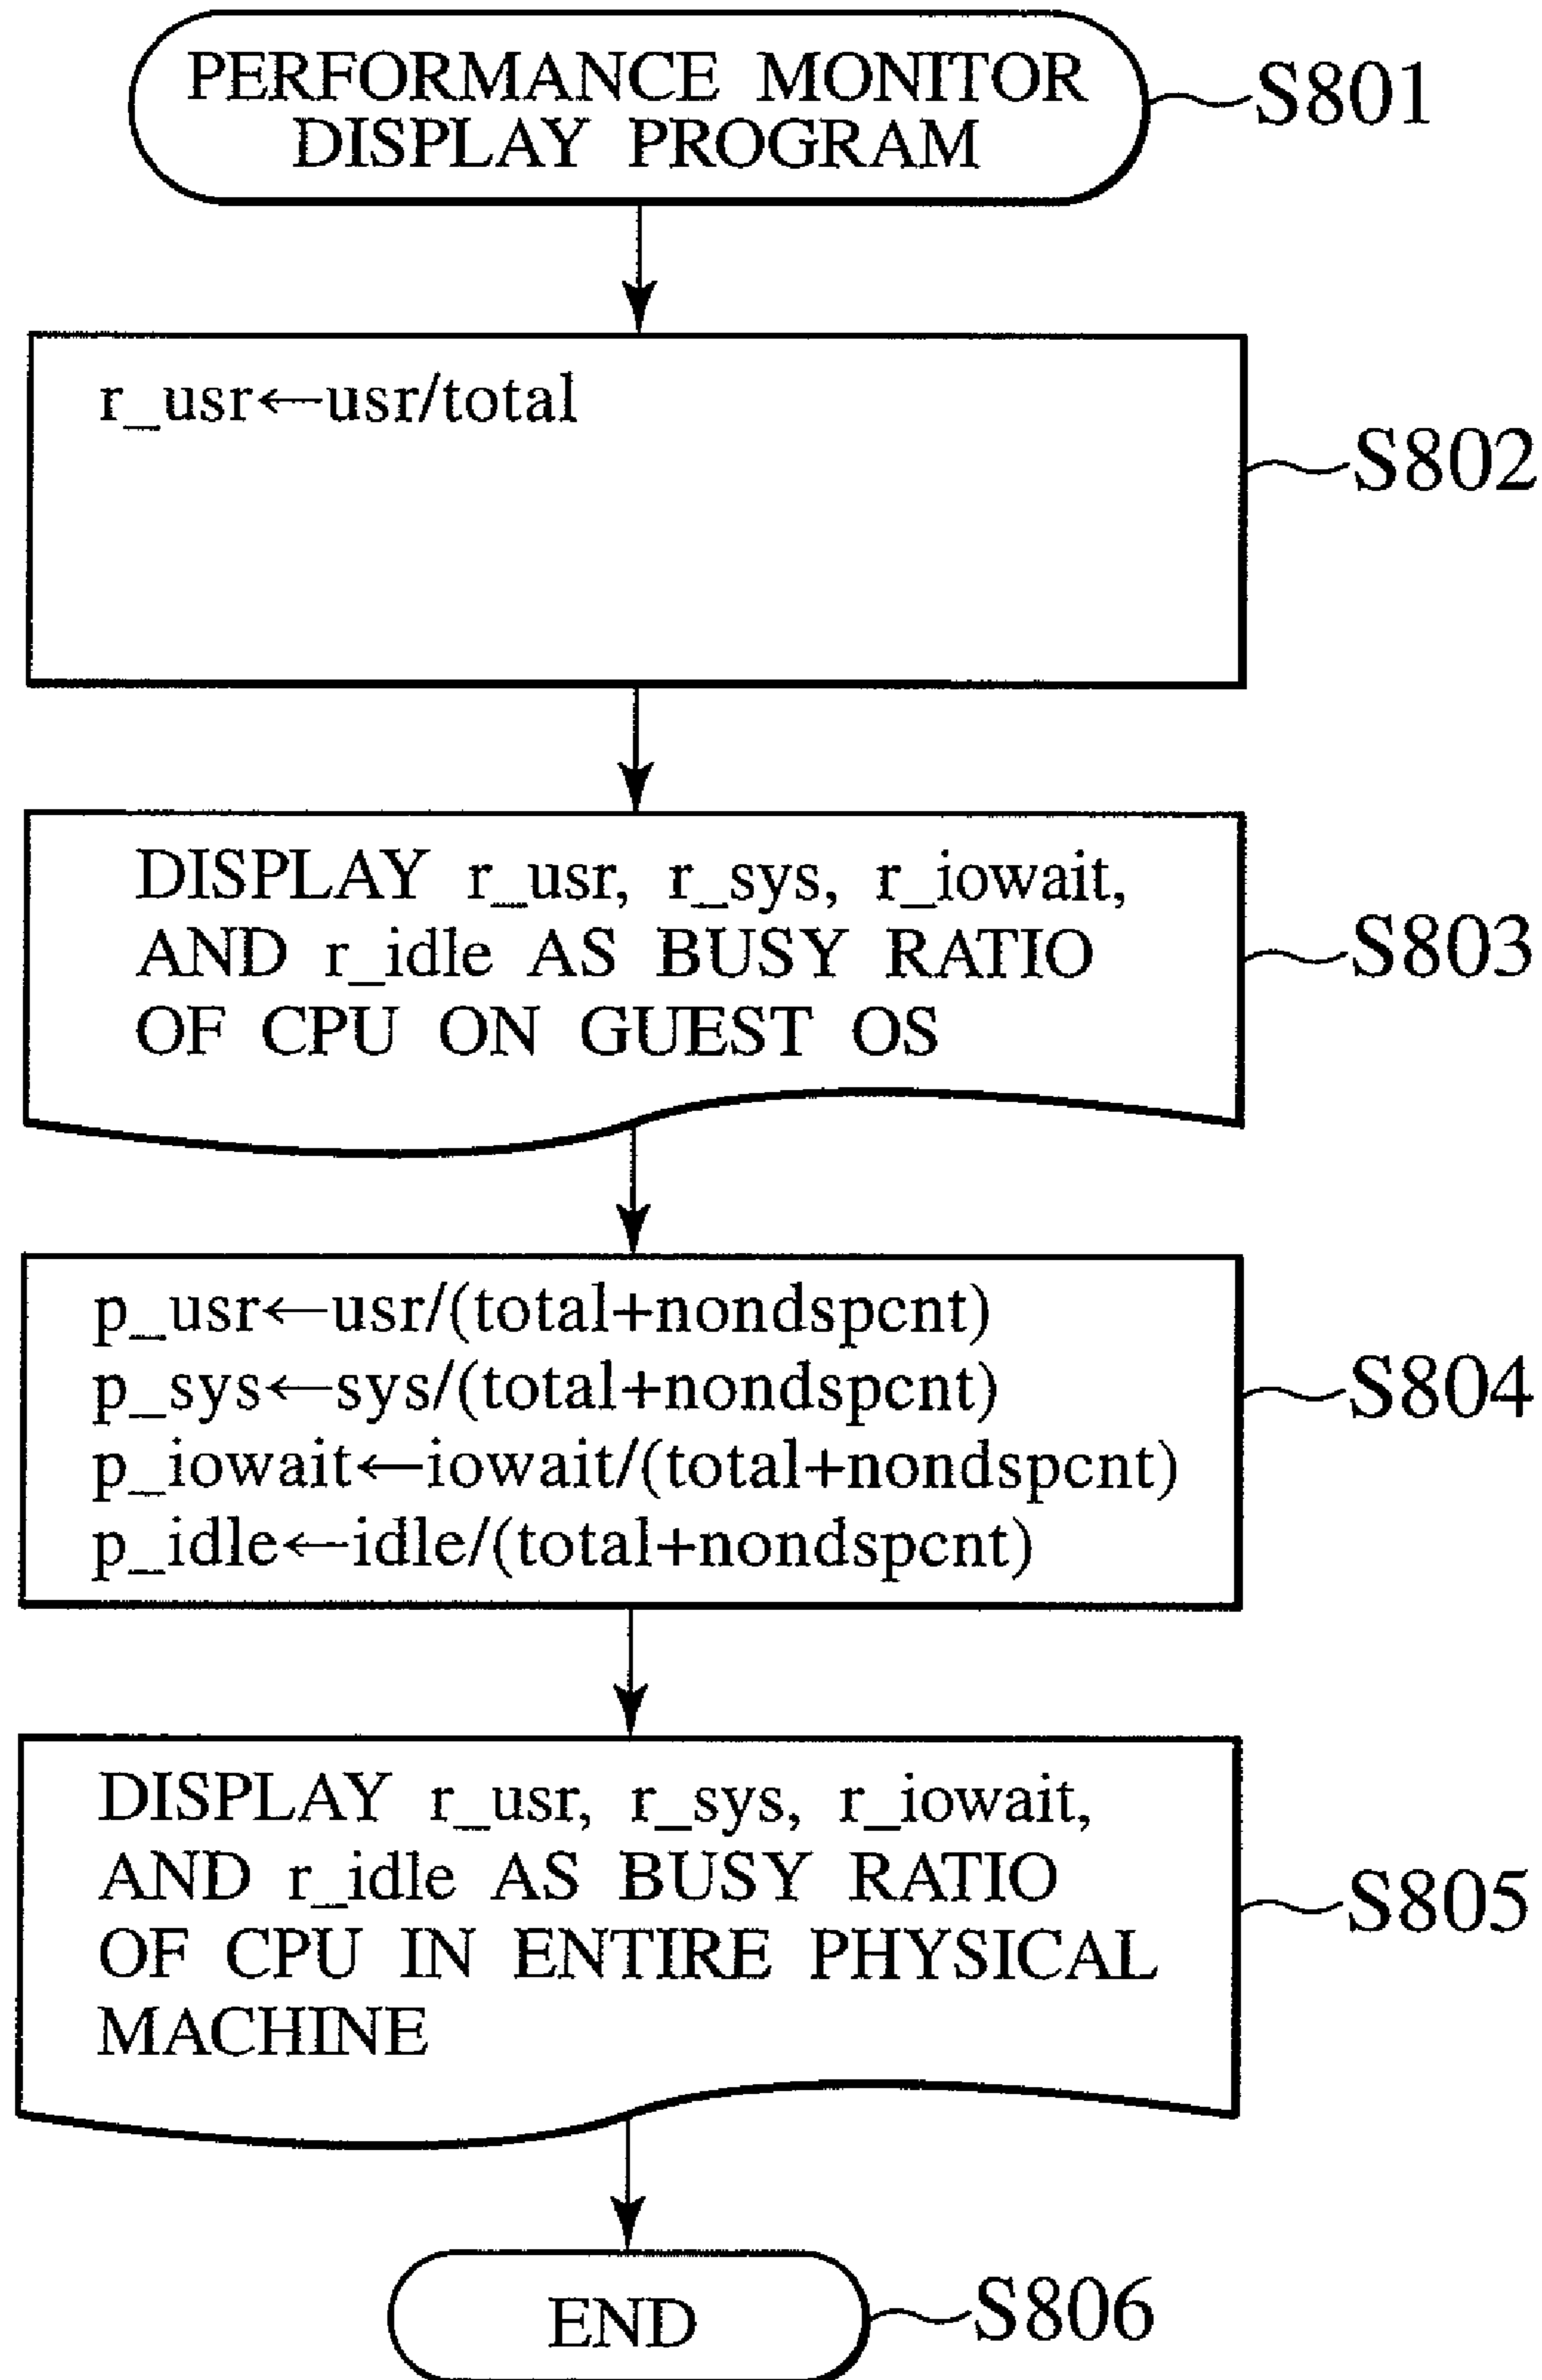 PERFORMANCE MONITOR
DISPLAY PROGRAM
S801
r_usr←usr/total
S802
DISPLAY r_usr, r_sys, r_iowait,
AND r_idle AS BUSY RATIO
OF CPU ON GUEST OS
S803
p_usr←usr/(total+nondspcnt)
p_sys←sys/(total+nondspcnt)
p_iowait←iowait/(total+nondspcnt)
p_idle←idle/(total+nondspcnt)
S804
DISPLAY r_usr, r_sys, r_iowait,
AND r_idle AS BUSY RATIO
OF CPU IN ENTIRE PHYSICAL
MACHINE
S805
END
S806